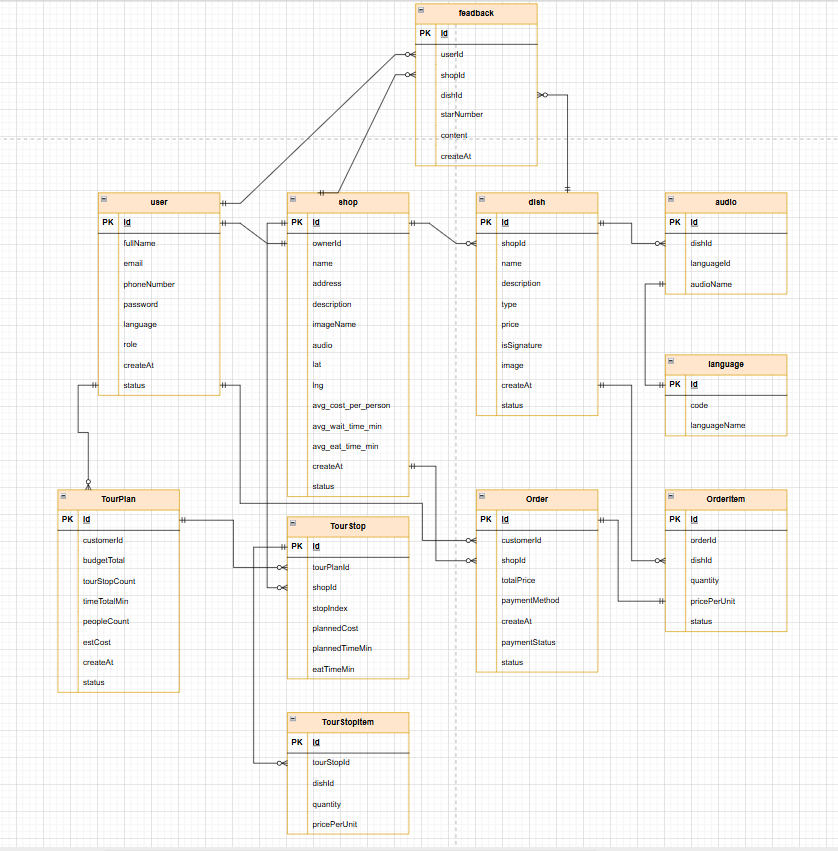 feadback
PK Id
userId
shopId
dishId
starNumber
content
createAt
user
PK Id
fullName
email
phoneNumber
password
language
role
createAt
status
shop
PK Id
ownerId
name
address
description
imageName
audio
lat
lng
avg_cost_per_person
avg_wait_time_min
avg_eat_time_min
createAt
status
dish
PK Id
shopId
name
description
type
price
isSignature
image
createAt
status
audio
PK Id
dishId
languageId
audioName
language
PK Id
code
languageName
TourPlan
PK Id
customerId
budgetTotal
tourStopCount
timeTotalMin
peopleCount
estCost
createAt
status
TourStop
PK Id
tourPlanId
shopId
stopIndex
plannedCost
plannedTimeMin
eatTimeMin
Order
PK Id
customerId
shopId
totalPrice
paymentMethod
createAt
paymentStatus
status
OrderItem
PK Id
orderId
dishId
quantity
pricePerUnit
status
TourStopItem
PK Id
tourStopId
dishId
quantity
pricePerUnit